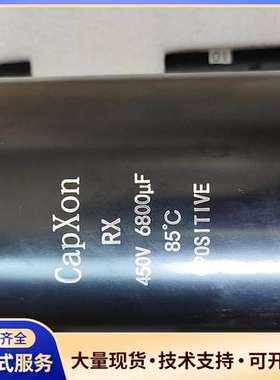 CapXon
RX
450V 6800μF
85℃
POSITIVE
齐全
式服务
大量现货·技术支持·可开